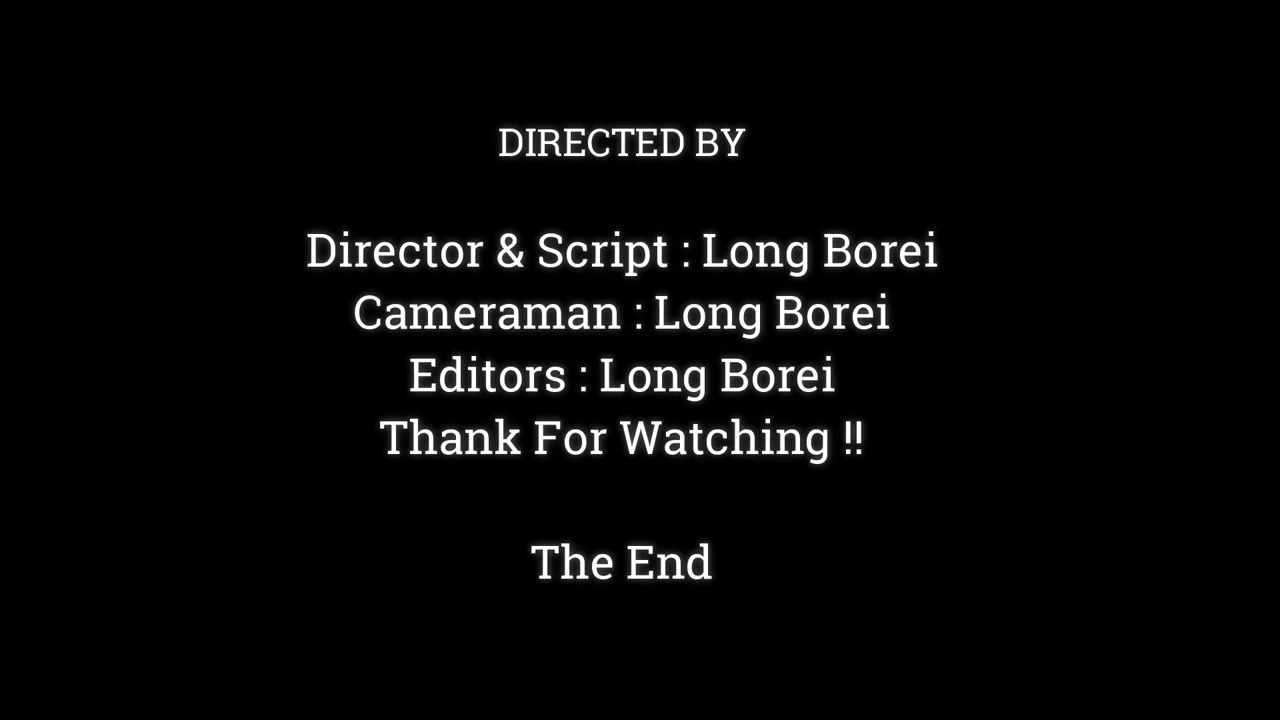 DIRECTED BY
Director & Script : Long Borei
Cameraman : Long Borei
Editors : Long Borei
Thank For Watching !!
The End